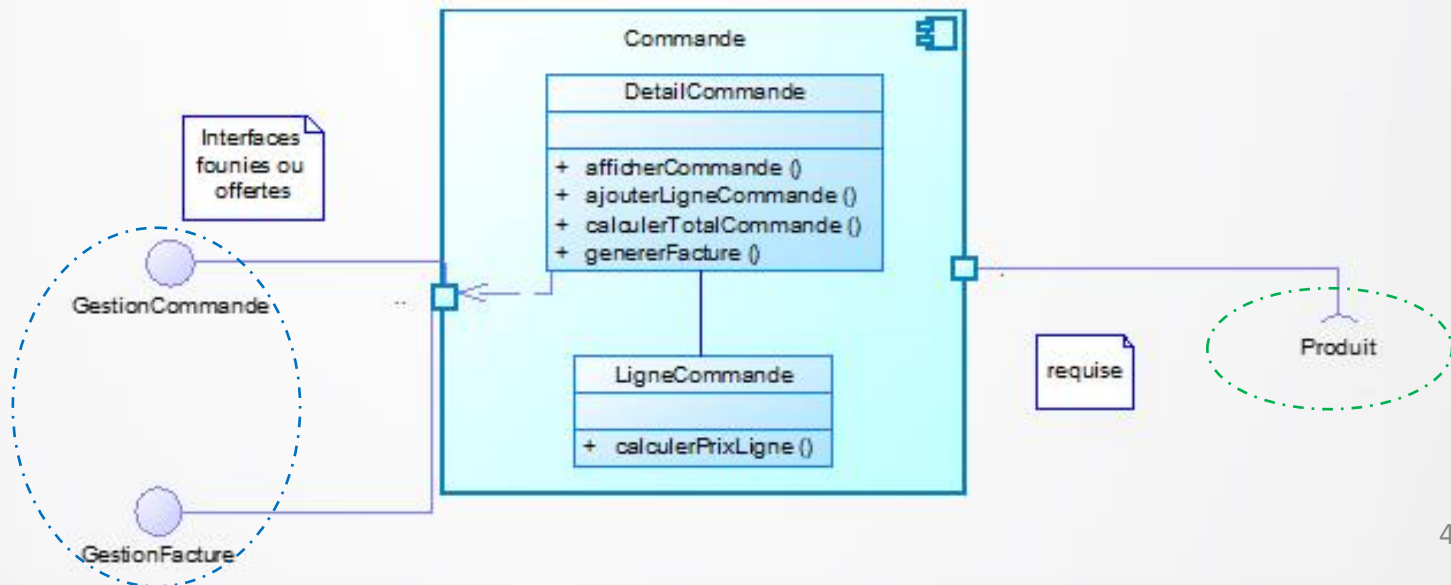 Commande
DetailCommande
+ afficherCommande ()
+ ajouterLigneCommande ()
+ calculerTotalCommande ()
+ genererFacture ()
Interfaces
founies ou
offertes
GestionCommande
..
LigneCommande
+ calculerPrixLigne ()
requise
Produit
GestionFacture
4